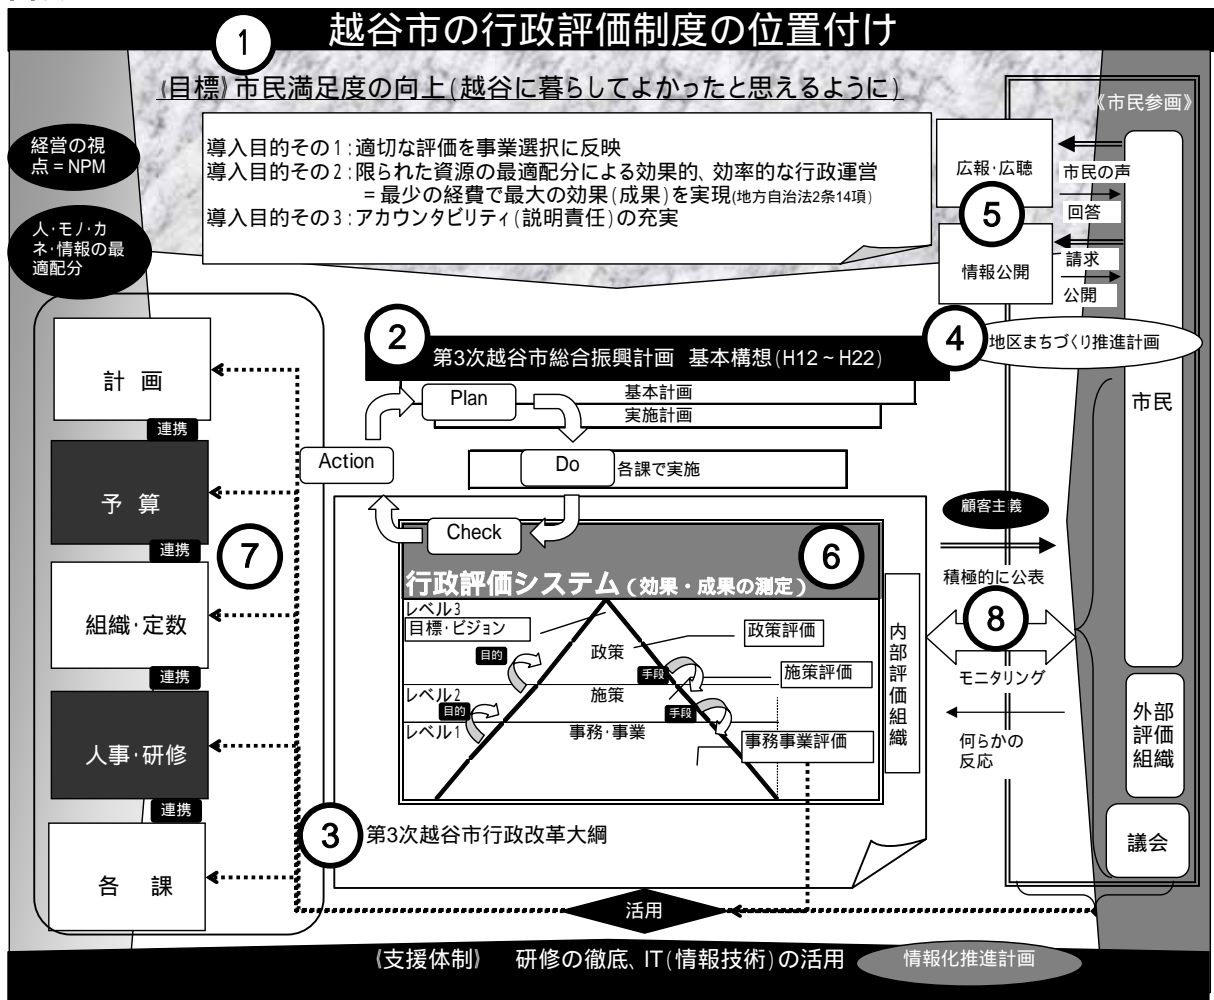 越谷市の行政評価制度の位置付け
1
《目標》市民満足度の向上(越谷に暮らしてよかったと思えるように)
《市民参画》
経営の視
点=NPM
人・モノ・カ
ネ・情報の最
適配分
導入目的その1:適切な評価を事業選択に反映
導入目的その2:限られた資源の最適配分による効果的、効率的な行政運営
=最少の経費で最大の効果(成果)を実現(地方自治法2条14項)
導入目的その3:アカウンタビリティ(説明責任)の充実
広報・広聴
5
情報公開
市民の声
回答
請求
公開
2
第3次越谷市総合振興計画 基本構想(H12~H22)
4
地区まちづくり推進計画
基本計画
実施計画
Plan
Do
各課で実施
Check
Action
計 画
連携
予 算
連携
組織・定数
連携
人事・研修
連携
各 課
7
6
行政評価システム(効果・成果の測定)
レベル3
目標・ビジョン
目的
政策
政策評価
手段
施策評価
レベル2
施策
目的
手段
レベル1
事務・事業
事務事業評価
内部評価組織
顧客主義
積極的に公表
8
モニタリング
何らかの
反応
市民
外部
評価
組織
議会
3
第3次越谷市行政改革大綱
活用
《支援体制》 研修の徹底、IT(情報技術)の活用
情報化推進計画